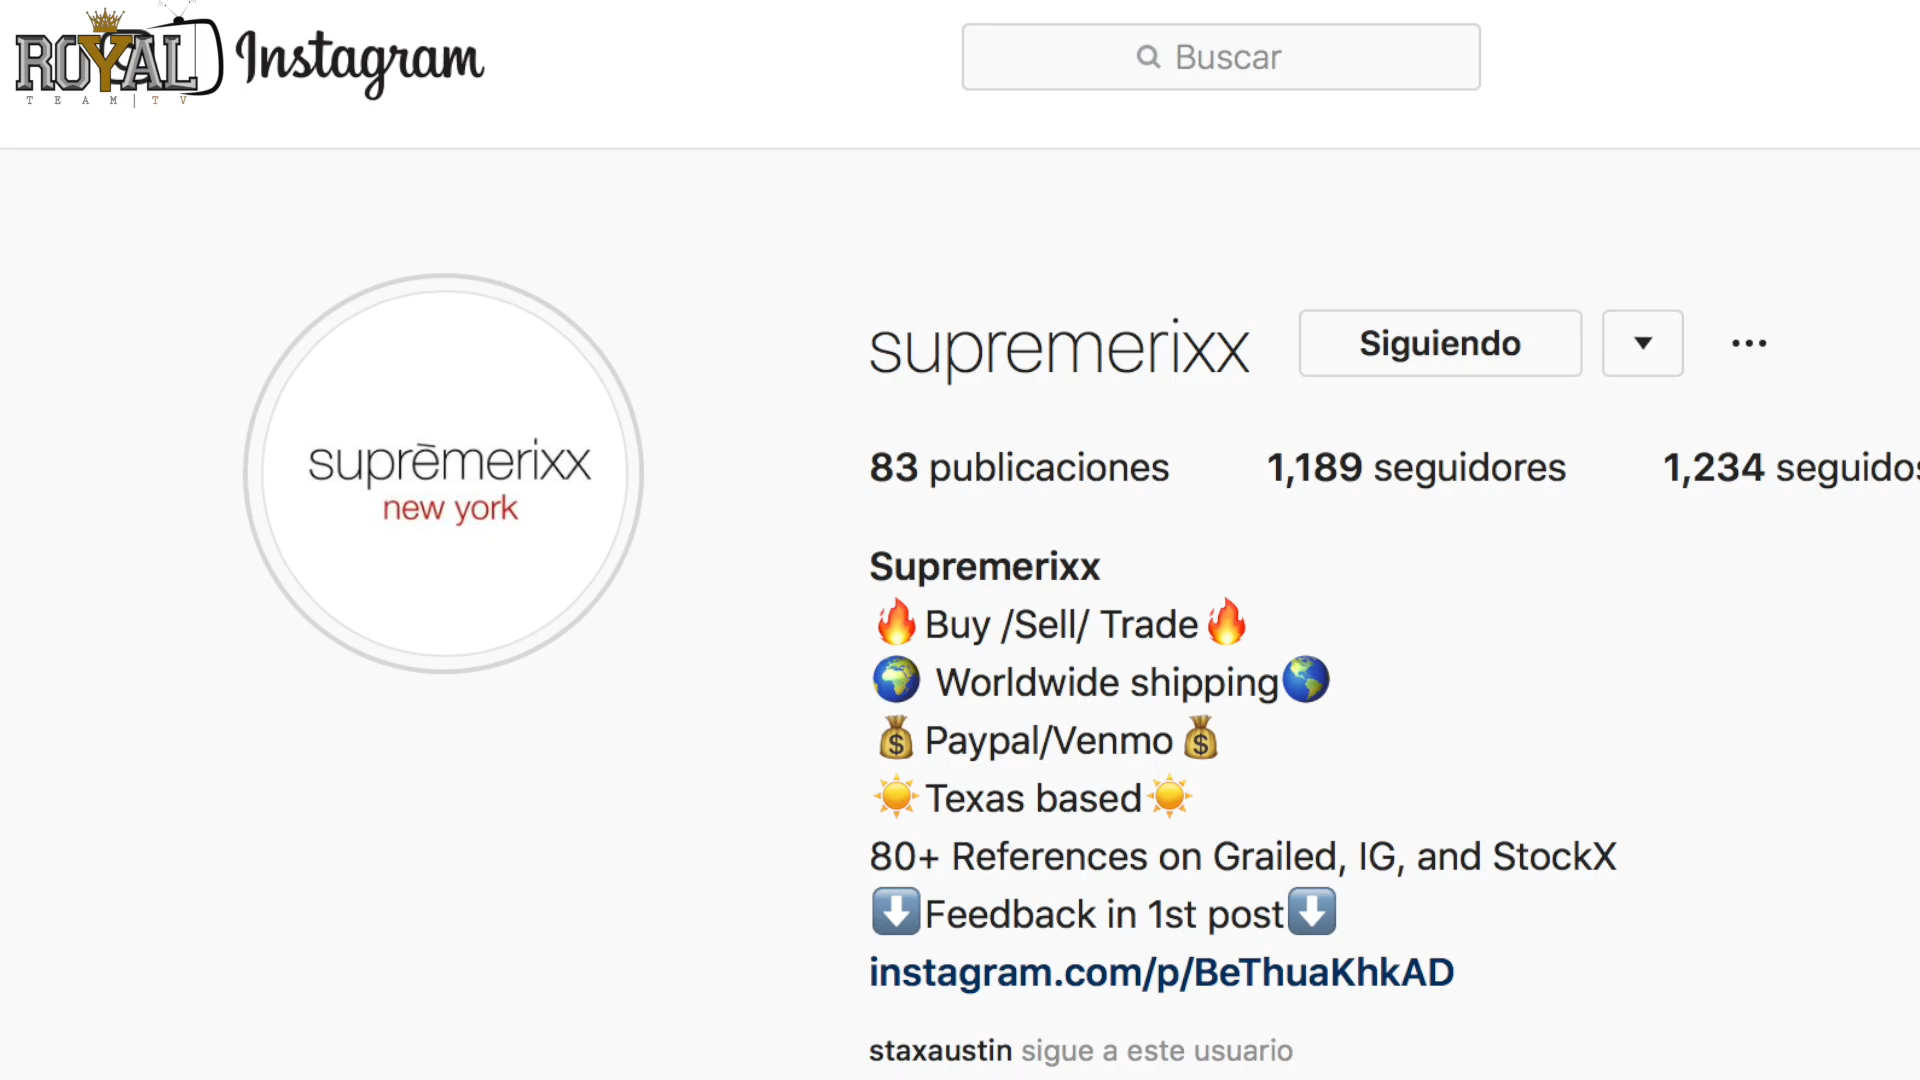 ROYAL
TEAM|TV
Instagram
Buscar
supremerixx
Siguiendo
83 publicaciones
1,189 seguidores
1,234 seguidos
suprēmerixx
new york
Supremerixx
🔥Buy /Sell/ Trade🔥
🌍 Worldwide shipping🌎
💰Paypal/Venmo💰
☀️Texas based☀️
80+ References on Grailed, IG, and StockX
⬇️Feedback in 1st post⬇️
instagram.com/p/BeThuaKhkAD
staxaustin sigue a este usuario